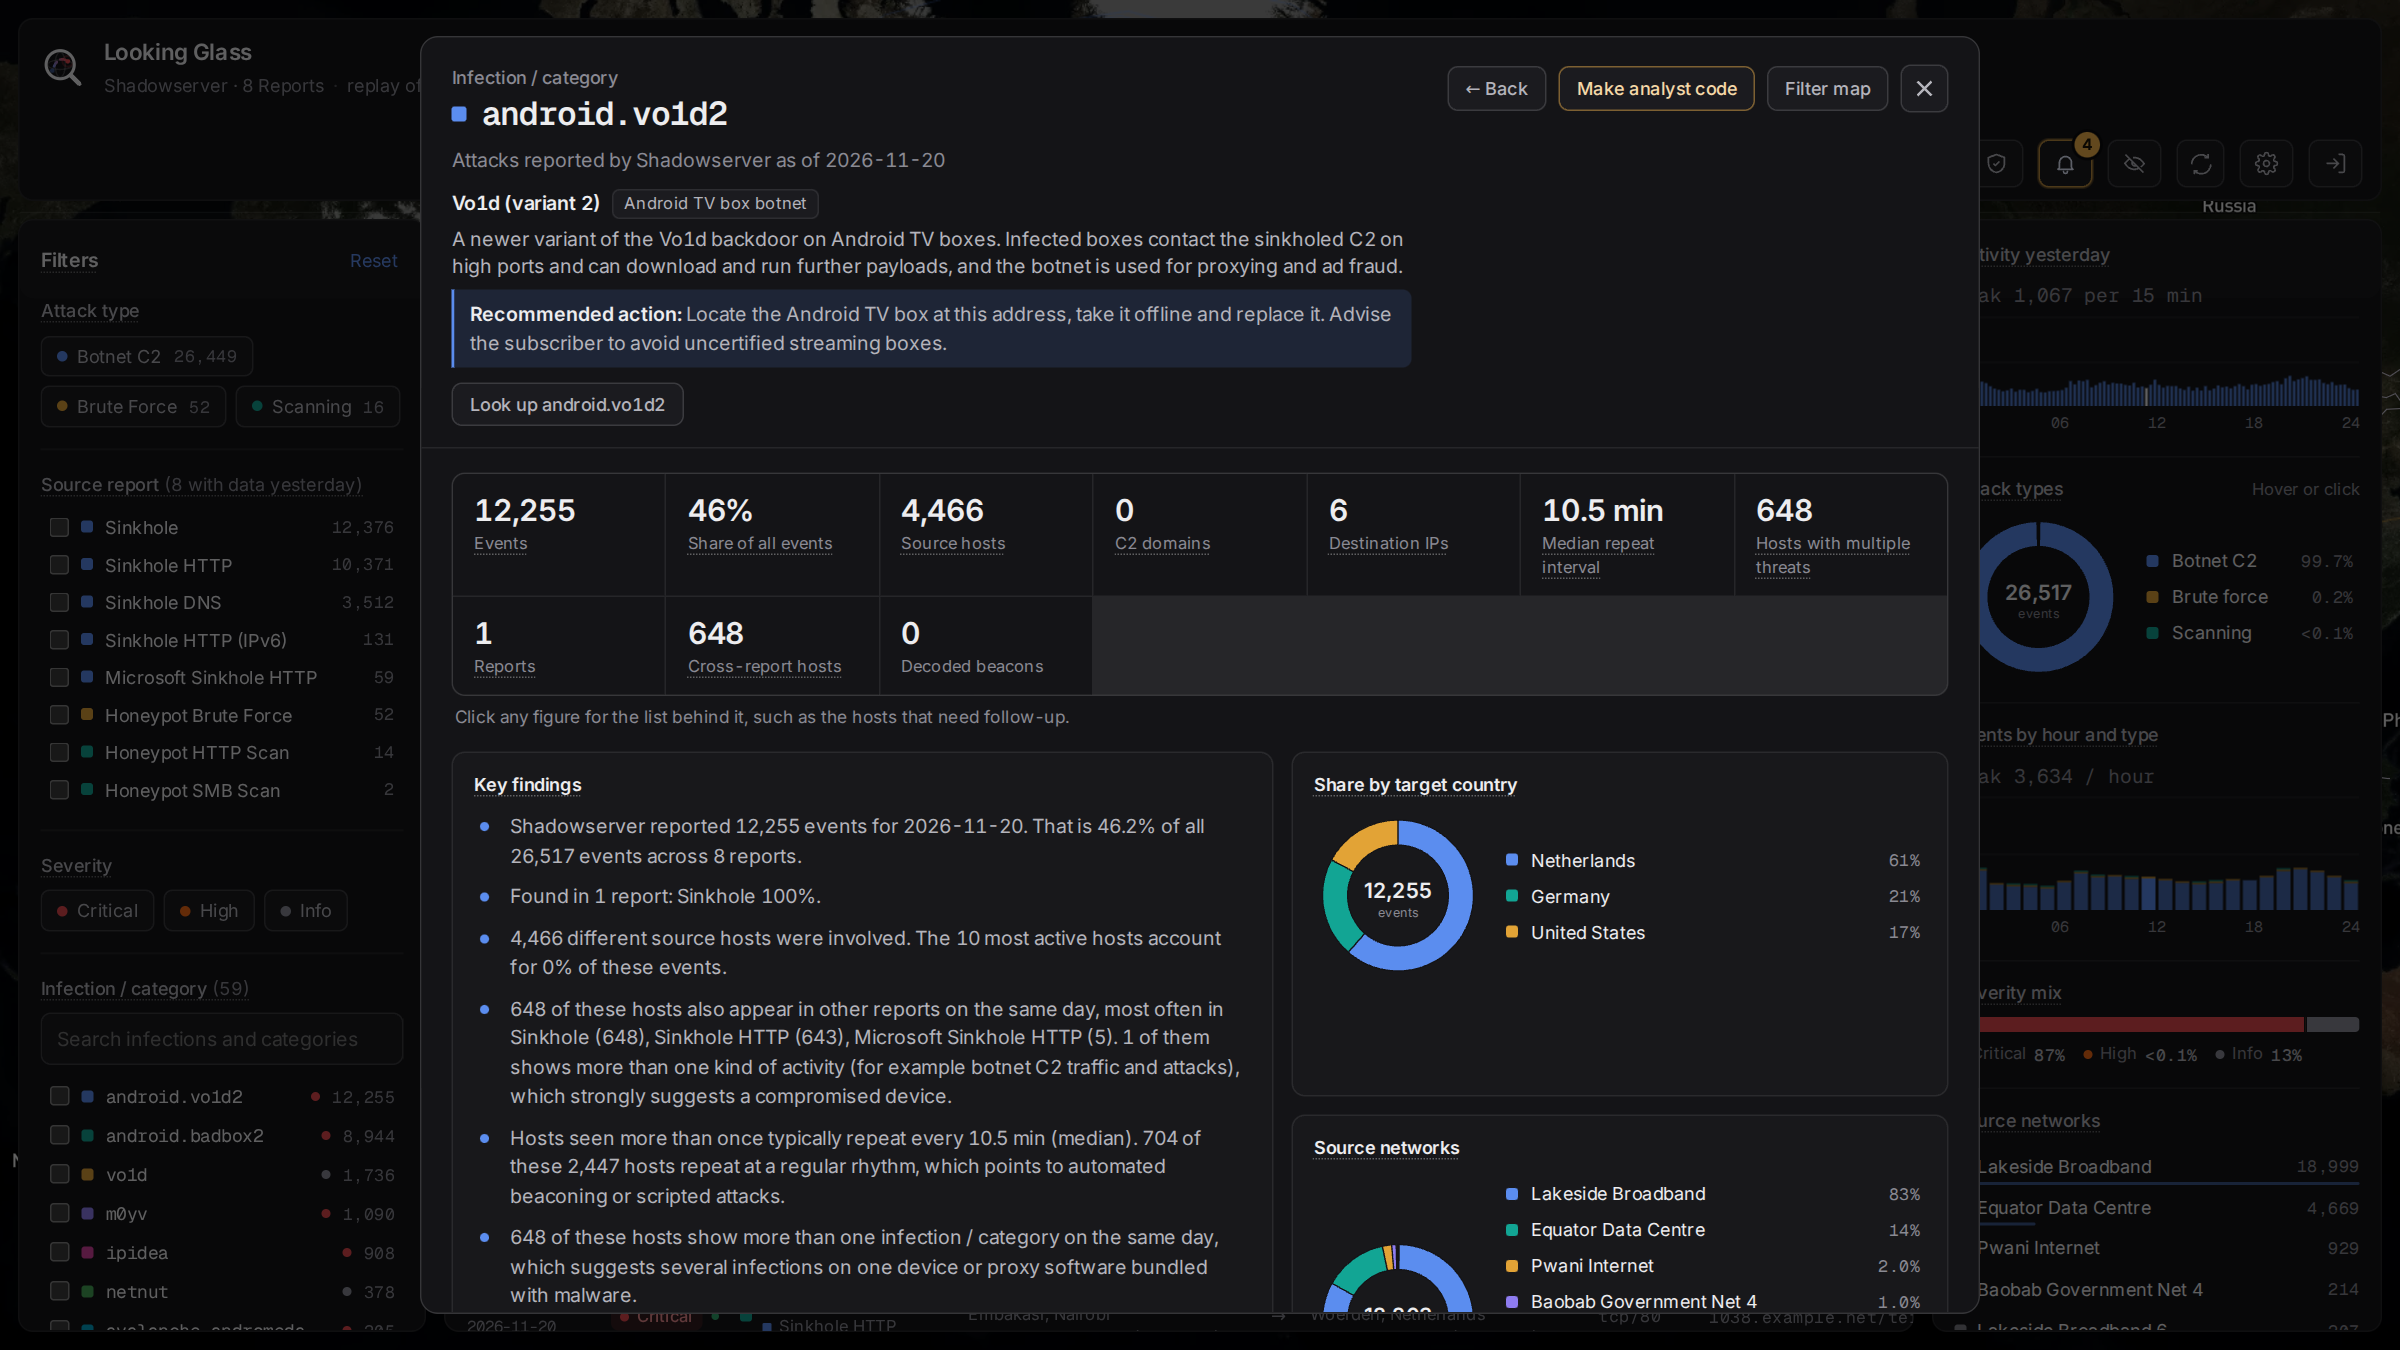 Looking Glass
Shadowserver · 8 Reports · replay of
Filters
Reset
Attack type
Botnet C2 26,449
Brute Force 52
Scanning 16
Source report (8 with data yesterday)
Sinkhole 12,376
Sinkhole HTTP 10,371
Sinkhole DNS 3,512
Sinkhole HTTP (IPv6) 131
Microsoft Sinkhole HTTP 59
Honeypot Brute Force 52
Honeypot HTTP Scan 14
Honeypot SMB Scan 2
Severity
Critical
High
Info
Infection / category (59)
Search infections and categories
android.vo1d2 12,255
android.badbox2 8,944
vo1d 1,736
m0yv 1,090
ipidea 908
netnut 378
Infection / category
android.vo1d2
← Back
Make analyst code
Filter map
Attacks reported by Shadowserver as of 2026-11-20
Vo1d (variant 2)
Android TV box botnet
A newer variant of the Vo1d backdoor on Android TV boxes. Infected boxes contact the sinkholed C2 on
high ports and can download and run further payloads, and the botnet is used for proxying and ad fraud.
Recommended action: Locate the Android TV box at this address, take it offline and replace it. Advise
the subscriber to avoid uncertified streaming boxes.
Look up android.vo1d2
12,255
Events
46%
Share of all events
4,466
Source hosts
0
C2 domains
6
Destination IPs
10.5 min
Median repeat
interval
648
Hosts with multiple
threats
1
Reports
648
Cross-report hosts
0
Decoded beacons
Click any figure for the list behind it, such as the hosts that need follow-up.
Key findings
Shadowserver reported 12,255 events for 2026-11-20. That is 46.2% of all
26,517 events across 8 reports.
Found in 1 report: Sinkhole 100%.
4,466 different source hosts were involved. The 10 most active hosts account
for 0% of these events.
648 of these hosts also appear in other reports on the same day, most often in
Sinkhole (648), Sinkhole HTTP (643), Microsoft Sinkhole HTTP (5). 1 of them
shows more than one kind of activity (for example botnet C2 traffic and attacks),
which strongly suggests a compromised device.
Hosts seen more than once typically repeat every 10.5 min (median). 704 of
these 2,447 hosts repeat at a regular rhythm, which points to automated
beaconing or scripted attacks.
648 of these hosts show more than one infection / category on the same day,
which suggests several infections on one device or proxy software bundled
with malware.
Share by target country
12,255
events
Netherlands 61%
Germany 21%
United States 17%
Source networks
Lakeside Broadband 83%
Equator Data Centre 14%
Pwani Internet 2.0%
Baobab Government Net 4 1.0%
2026-11-20
Critical
Sinkhole HTTP
Embakasi, Nairobi
→
Woerden, Netherlands
tcp/80
4
Russia
tivity yesterday
ak 1,067 per 15 min
06 12 18 24
ack types
Hover or click
26,517
events
Botnet C2 99.7%
Brute force 0.2%
Scanning <0.1%
ents by hour and type
ak 3,634 / hour
06 12 18 24
verity mix
ritical 87% High <0.1% Info 13%
urce networks
Lakeside Broadband 18,999
Equator Data Centre 4,669
Pwani Internet 929
Baobab Government Net 4 214
Ph
ne